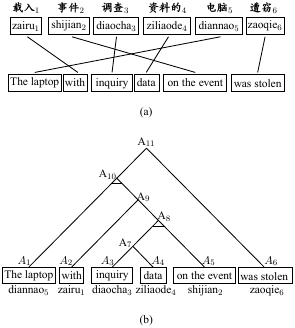 载入1 事件2 调查3 资料的4 电脑5 遭窃6
zairu1 shijian2 diaocha3 ziliaode4 diannao5 zaoqie6
The laptop with inquiry data on the event was stolen
(a)
A11
A10
A9
A8
A7
A1 A2 A3 A4 A5 A6
The laptop with inquiry data on the event was stolen
diannao5 zairu1 diaocha3 ziliaode4 shijian2 zaoqie6
(b)